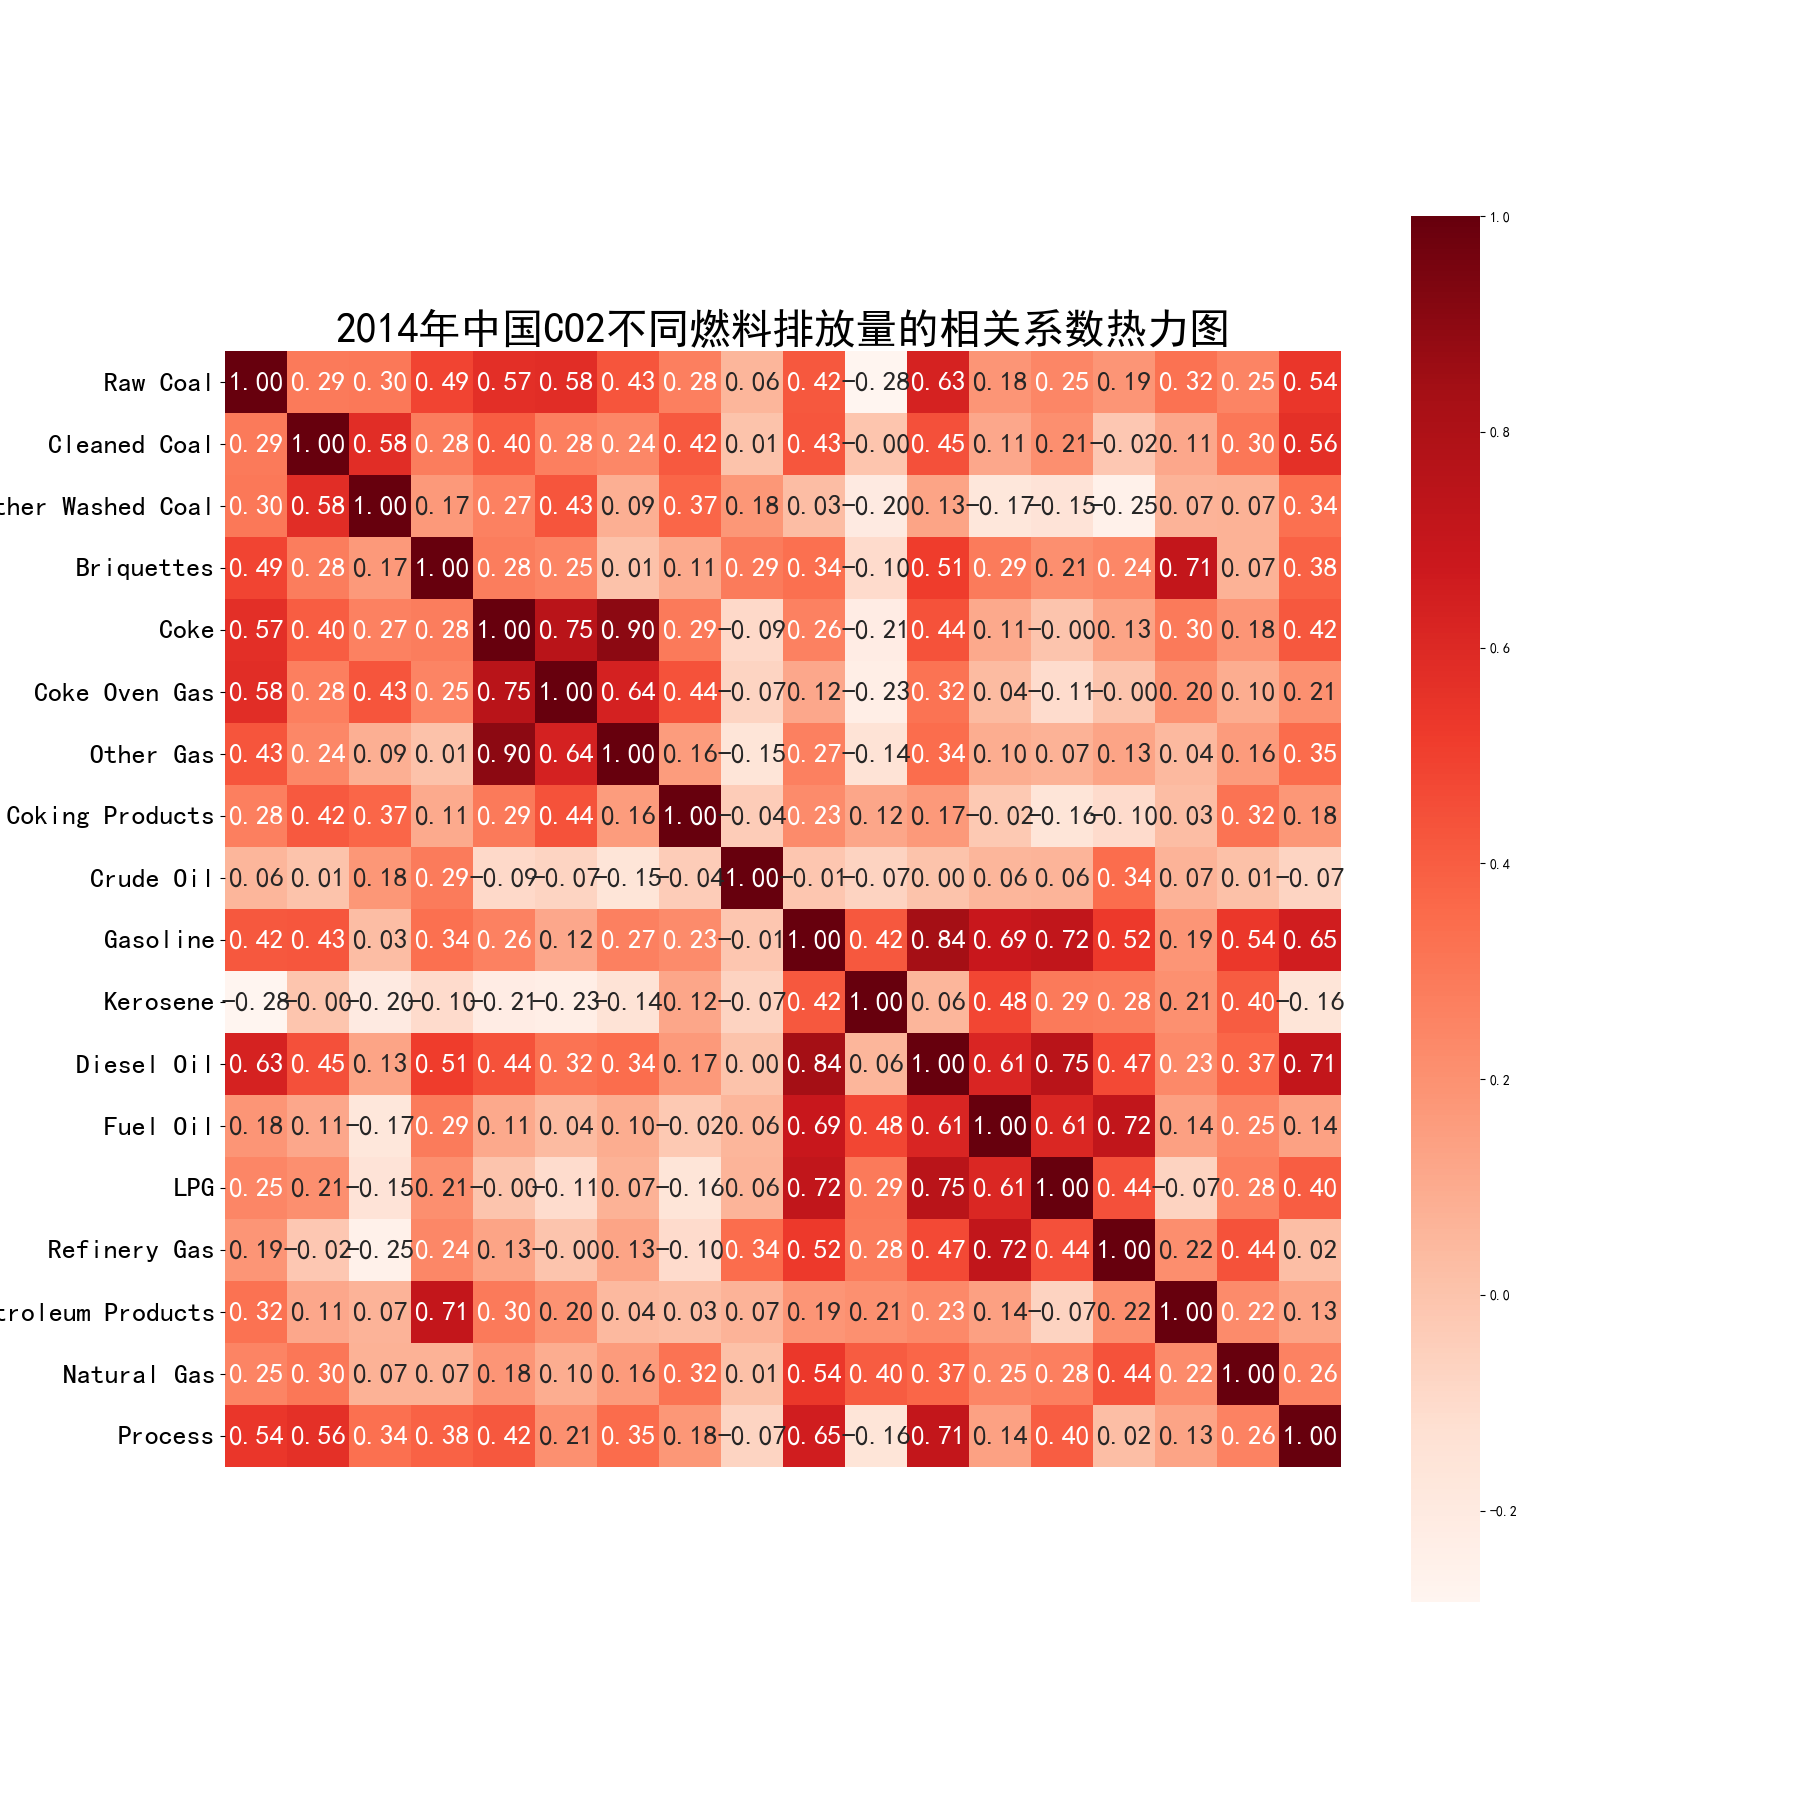 2014年中国CO2不同燃料排放量的相关系数热力图
Raw Coal 1.00 0.29 0.30 0.49 0.57 0.58 0.43 0.28 0.06 0.42 -0.28 0.63 0.18 0.25 0.19 0.32 0.25 0.54
Cleaned Coal 0.29 1.00 0.58 0.28 0.40 0.28 0.24 0.42 0.01 0.43 -0.00 0.45 0.11 0.21 -0.02 0.11 0.30 0.56
ther Washed Coal 0.30 0.58 1.00 0.17 0.27 0.43 0.09 0.37 0.18 0.03 -0.20 0.13 -0.17 -0.15 -0.25 0.07 0.07 0.34
Briquettes 0.49 0.28 0.17 1.00 0.28 0.25 0.01 0.11 0.29 0.34 -0.10 0.51 0.29 0.21 0.24 0.71 0.07 0.38
Coke 0.57 0.40 0.27 0.28 1.00 0.75 0.90 0.29 -0.09 0.26 -0.21 0.44 0.11 -0.00 0.13 0.30 0.18 0.42
Coke Oven Gas 0.58 0.28 0.43 0.25 0.75 1.00 0.64 0.44 -0.07 0.12 -0.23 0.32 0.04 -0.11 -0.00 0.20 0.10 0.21
Other Gas 0.43 0.24 0.09 0.01 0.90 0.64 1.00 0.16 -0.15 0.27 -0.14 0.34 0.10 0.07 0.13 0.04 0.16 0.35
Coking Products 0.28 0.42 0.37 0.11 0.29 0.44 0.16 1.00 -0.04 0.23 0.12 0.17 -0.02 -0.16 -0.10 0.03 0.32 0.18
Crude Oil 0.06 0.01 0.18 0.29 -0.09 -0.07 -0.15 -0.04 1.00 -0.01 -0.07 0.00 0.06 0.06 0.34 0.07 0.01 -0.07
Gasoline 0.42 0.43 0.03 0.34 0.26 0.12 0.27 0.23 -0.01 1.00 0.42 0.84 0.69 0.72 0.52 0.19 0.54 0.65
Kerosene -0.28 -0.00 -0.20 -0.10 -0.21 -0.23 -0.14 0.12 -0.07 0.42 1.00 0.06 0.48 0.29 0.28 0.21 0.40 -0.16
Diesel Oil 0.63 0.45 0.13 0.51 0.44 0.32 0.34 0.17 0.00 0.84 0.06 1.00 0.61 0.75 0.47 0.23 0.37 0.71
Fuel Oil 0.18 0.11 -0.17 0.29 0.11 0.04 0.10 -0.02 0.06 0.69 0.48 0.61 1.00 0.61 0.72 0.14 0.25 0.14
LPG 0.25 0.21 -0.15 0.21 -0.00 -0.11 0.07 -0.16 0.06 0.72 0.29 0.75 0.61 1.00 0.44 -0.07 0.28 0.40
Refinery Gas 0.19 -0.02 -0.25 0.24 0.13 -0.00 0.13 -0.10 0.34 0.52 0.28 0.47 0.72 0.44 1.00 0.22 0.44 0.02
troleum Products 0.32 0.11 0.07 0.71 0.30 0.20 0.04 0.03 0.07 0.19 0.21 0.23 0.14 -0.07 0.22 1.00 0.22 0.13
Natural Gas 0.25 0.30 0.07 0.07 0.18 0.10 0.16 0.32 0.01 0.54 0.40 0.37 0.25 0.28 0.44 0.22 1.00 0.26
Process 0.54 0.56 0.34 0.38 0.42 0.21 0.35 0.18 -0.07 0.65 -0.16 0.71 0.14 0.40 0.02 0.13 0.26 1.00
1.0
0.8
0.6
0.4
0.2
0.0
-0.2